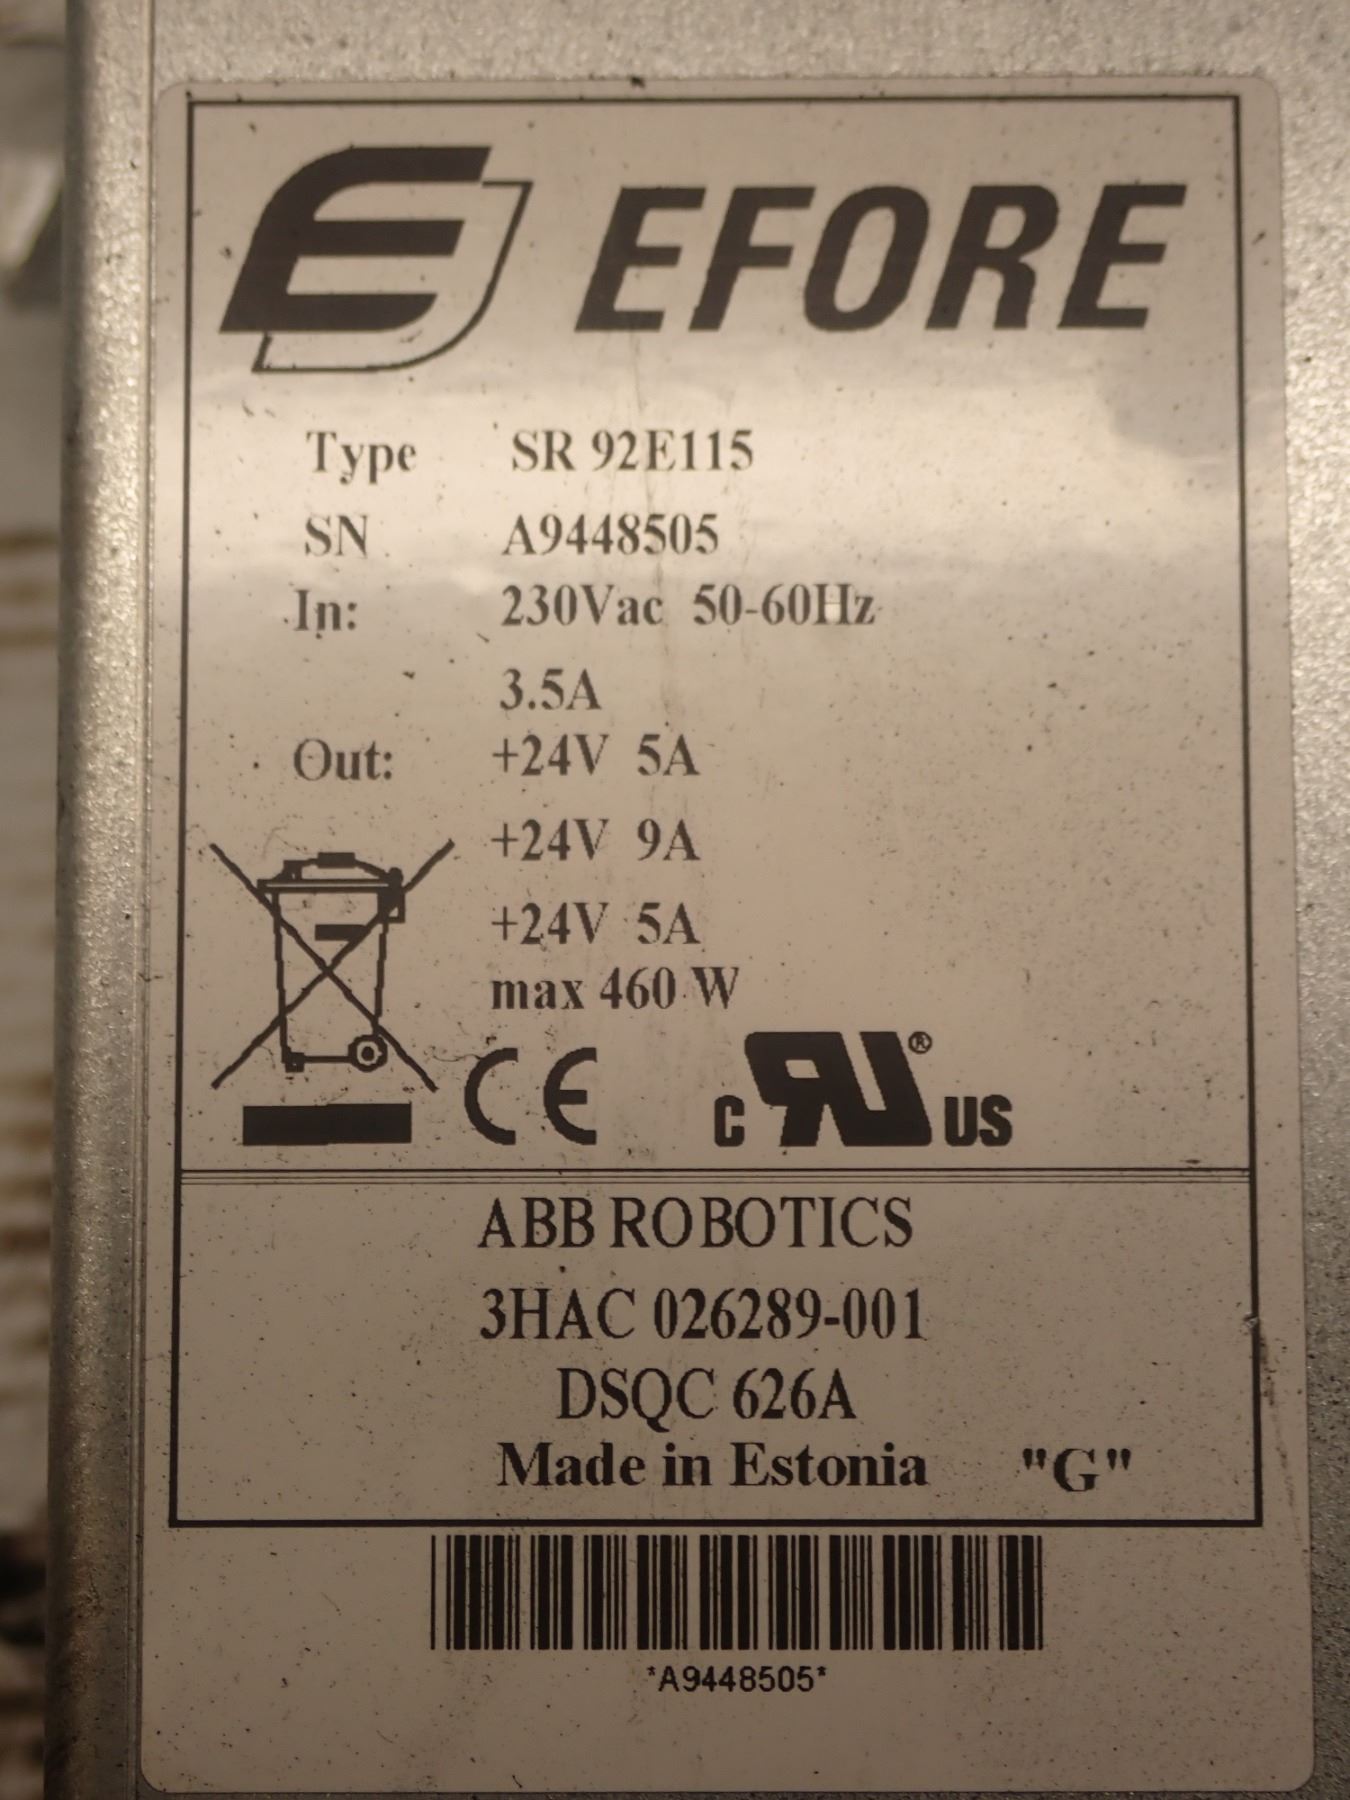 EFORE
Type SR 92E115
SN A9448505
In: 230Vac 50-60Hz
3.5A
Out: +24V 5A
+24V 9A
+24V 5A
max 460 W
CE c RU ® US
ABB ROBOTICS
3HAC 026289-001
DSQC 626A
Made in Estonia "G"
*A9448505*